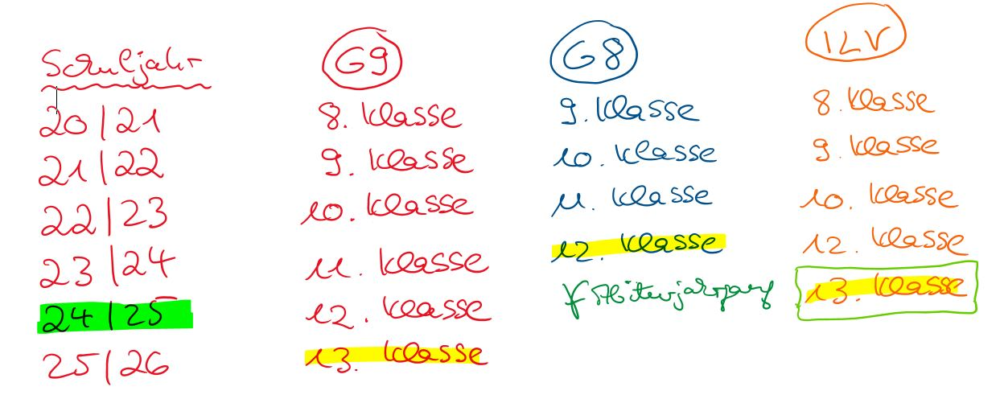 Schuljahr G9 G8 ILV
20/21 8. Klasse 9. Klasse 8. Klasse
21/22 9. Klasse 10. Klasse 9. Klasse
22/23 10. Klasse 11. Klasse 10. Klasse
23/24 11. Klasse 12. Klasse 12. Klasse
24/25 12. Klasse Abiturjahrgang 13. Klasse
25/26 13. Klasse